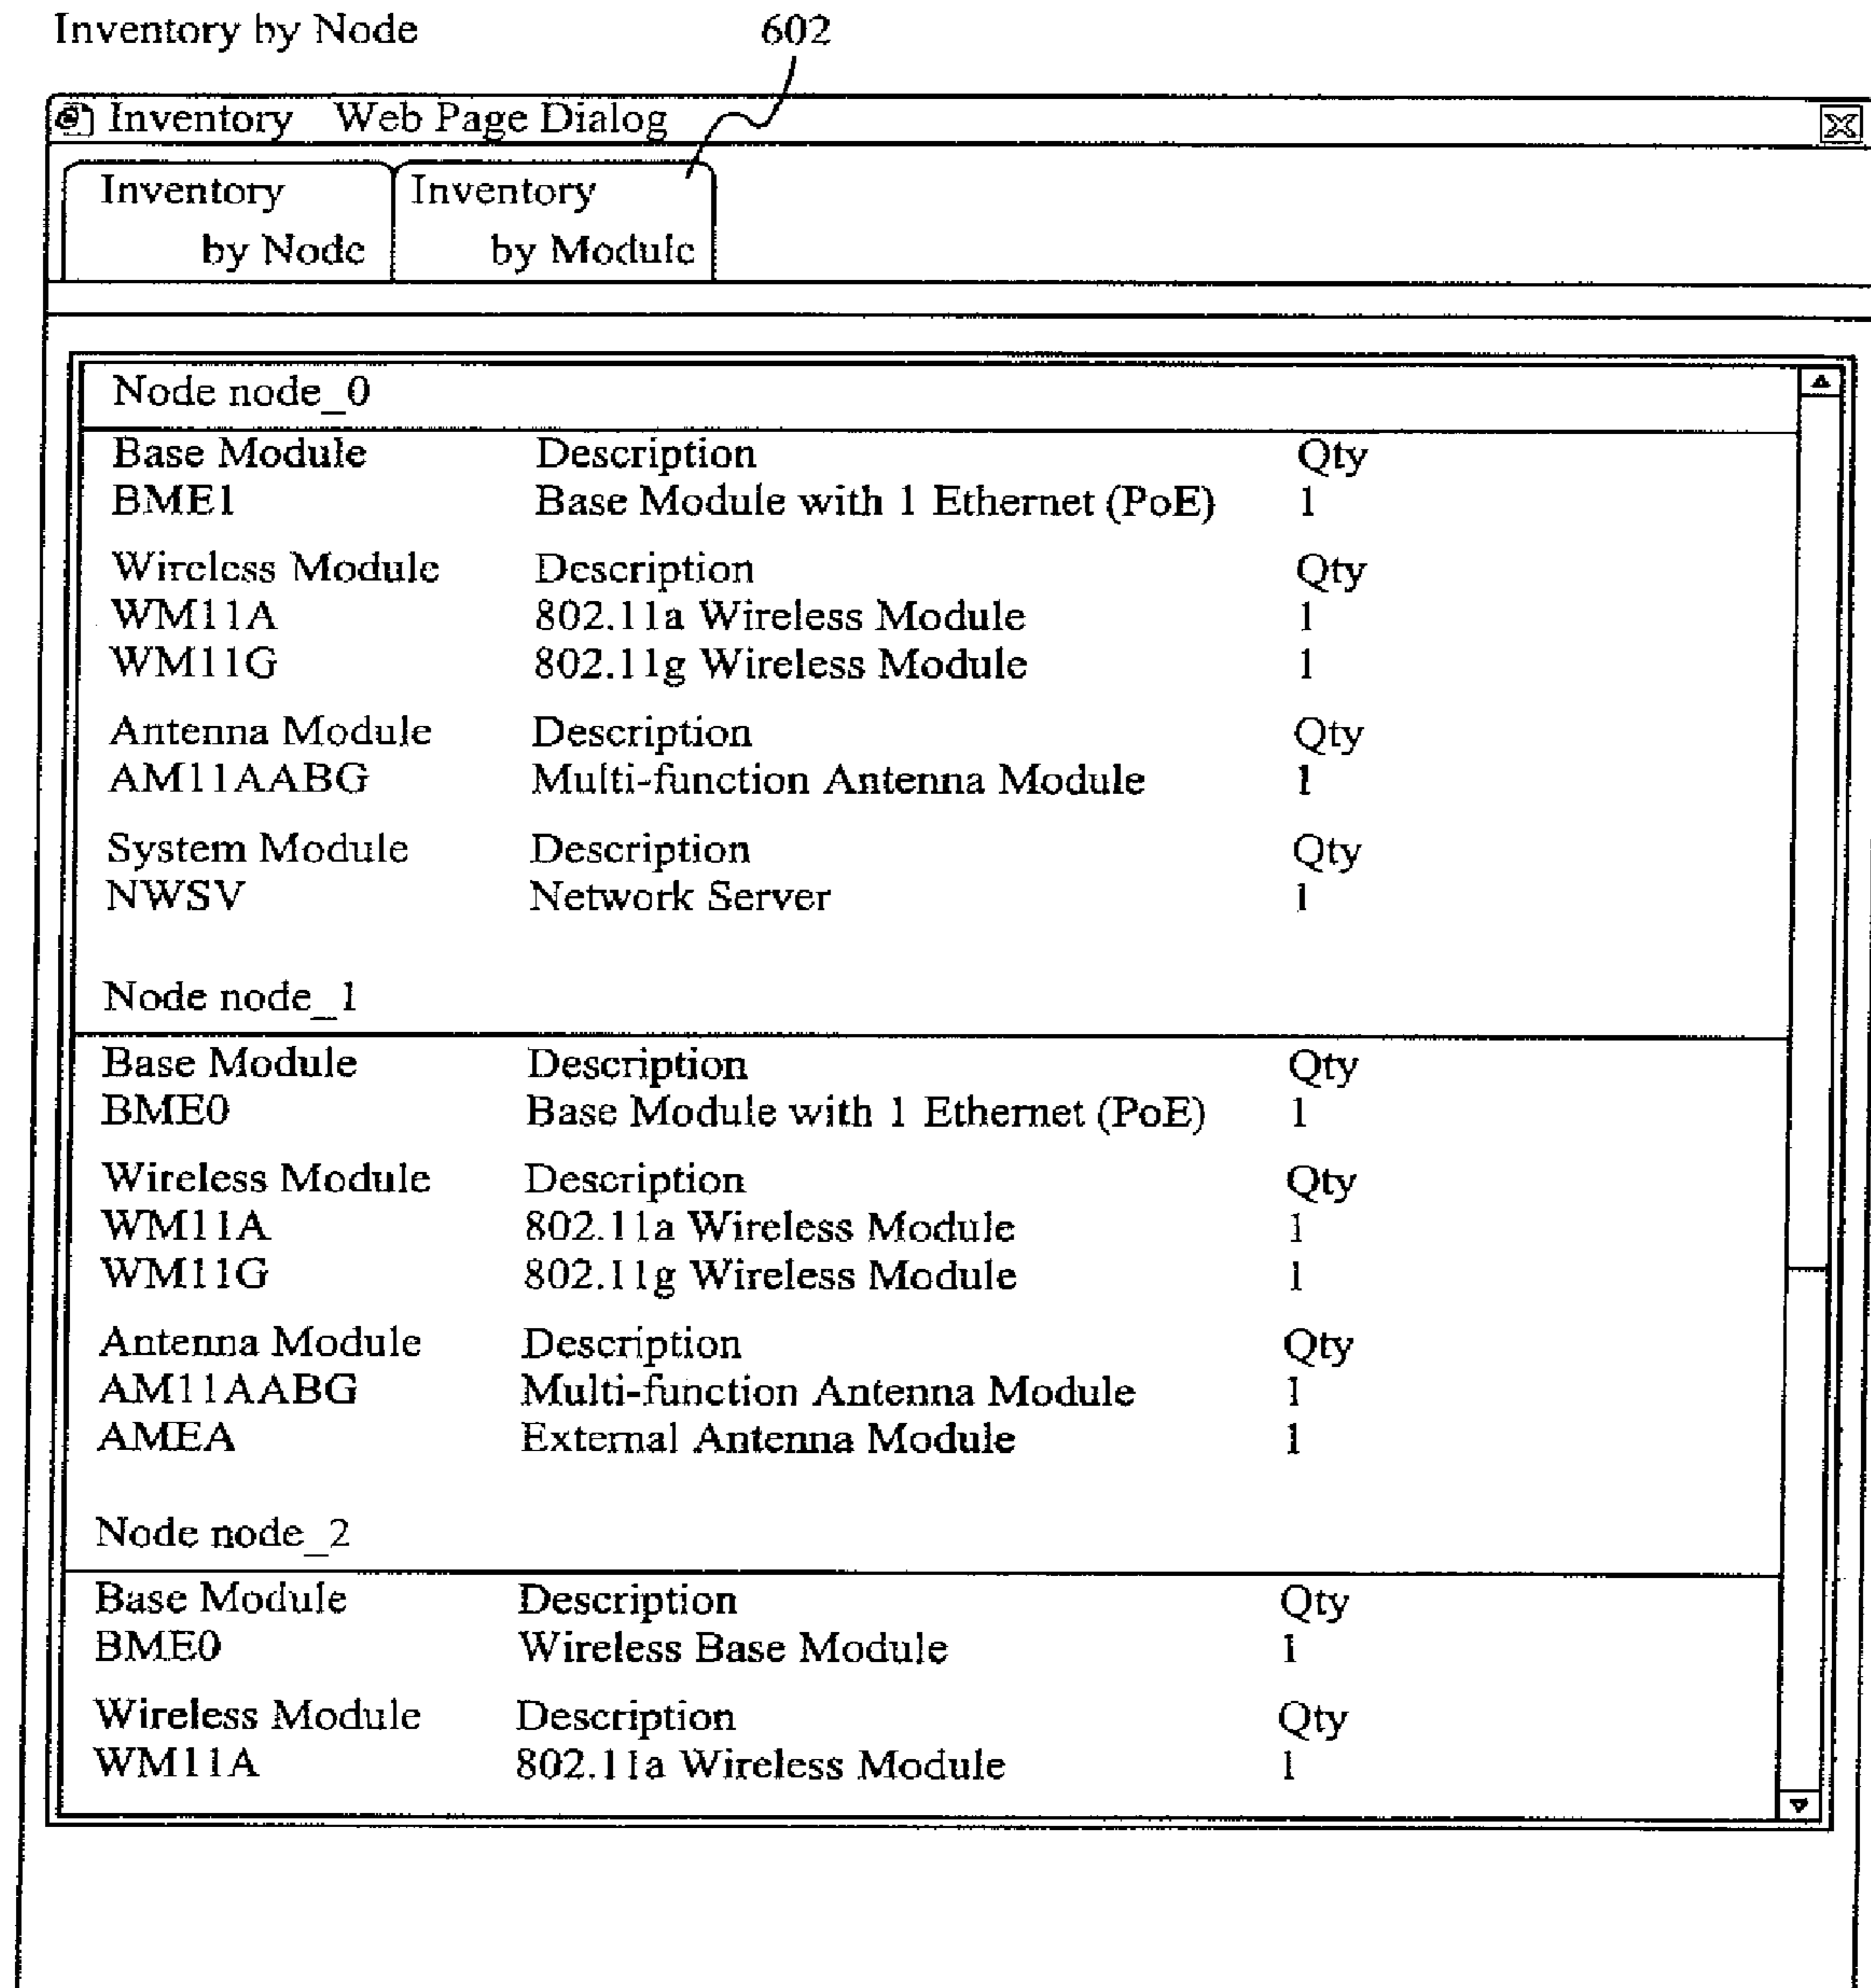 Inventory by Node
602
Inventory Web Page Dialog
Inventory by Node
Inventory by Module
Node node_0
Base Module Description Qty
BME1 Base Module with 1 Ethernet (PoE) 1
Wireless Module Description Qty
WM11A 802.11a Wireless Module 1
WM11G 802.11g Wireless Module 1
Antenna Module Description Qty
AM11AABG Multi-function Antenna Module 1
System Module Description Qty
NWSV Network Server 1
Node node_1
Base Module Description Qty
BME0 Base Module with 1 Ethernet (PoE) 1
Wireless Module Description Qty
WM11A 802.11a Wireless Module 1
WM11G 802.11g Wireless Module 1
Antenna Module Description Qty
AM11AABG Multi-function Antenna Module 1
AMEA External Antenna Module 1
Node node_2
Base Module Description Qty
BME0 Wireless Base Module 1
Wireless Module Description Qty
WM11A 802.11a Wireless Module 1